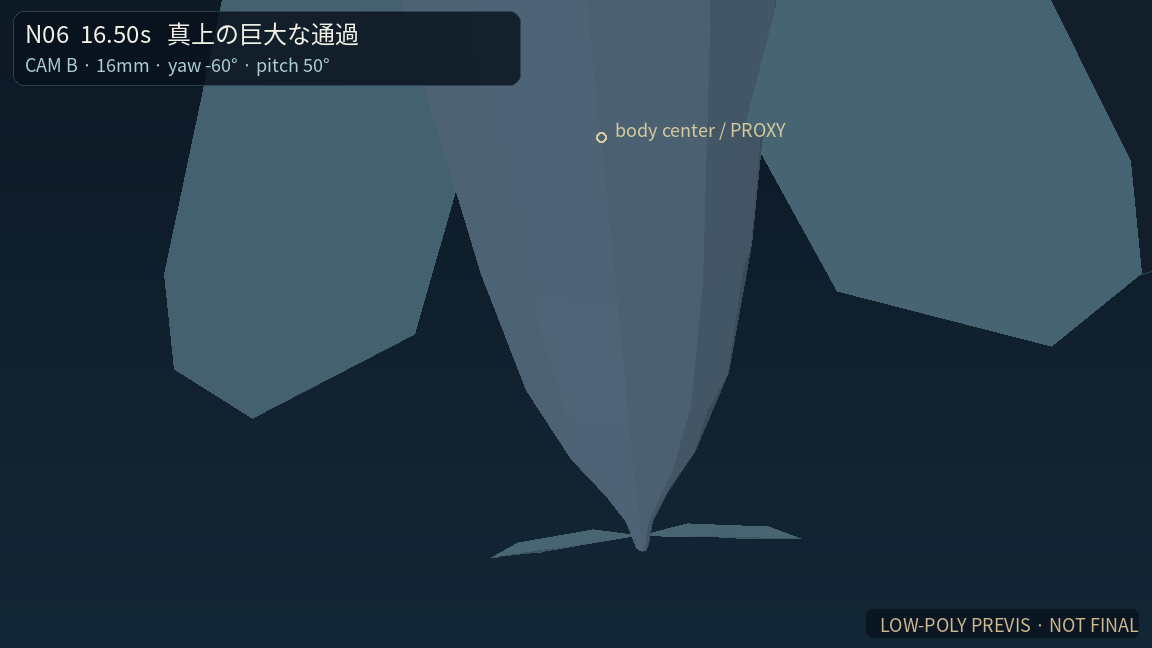 N06 16.50s 真上の巨大な通過
CAM B · 16mm · yaw -60° · pitch 50°
body center / PROXY
LOW-POLY PREVIS · NOT FINAL